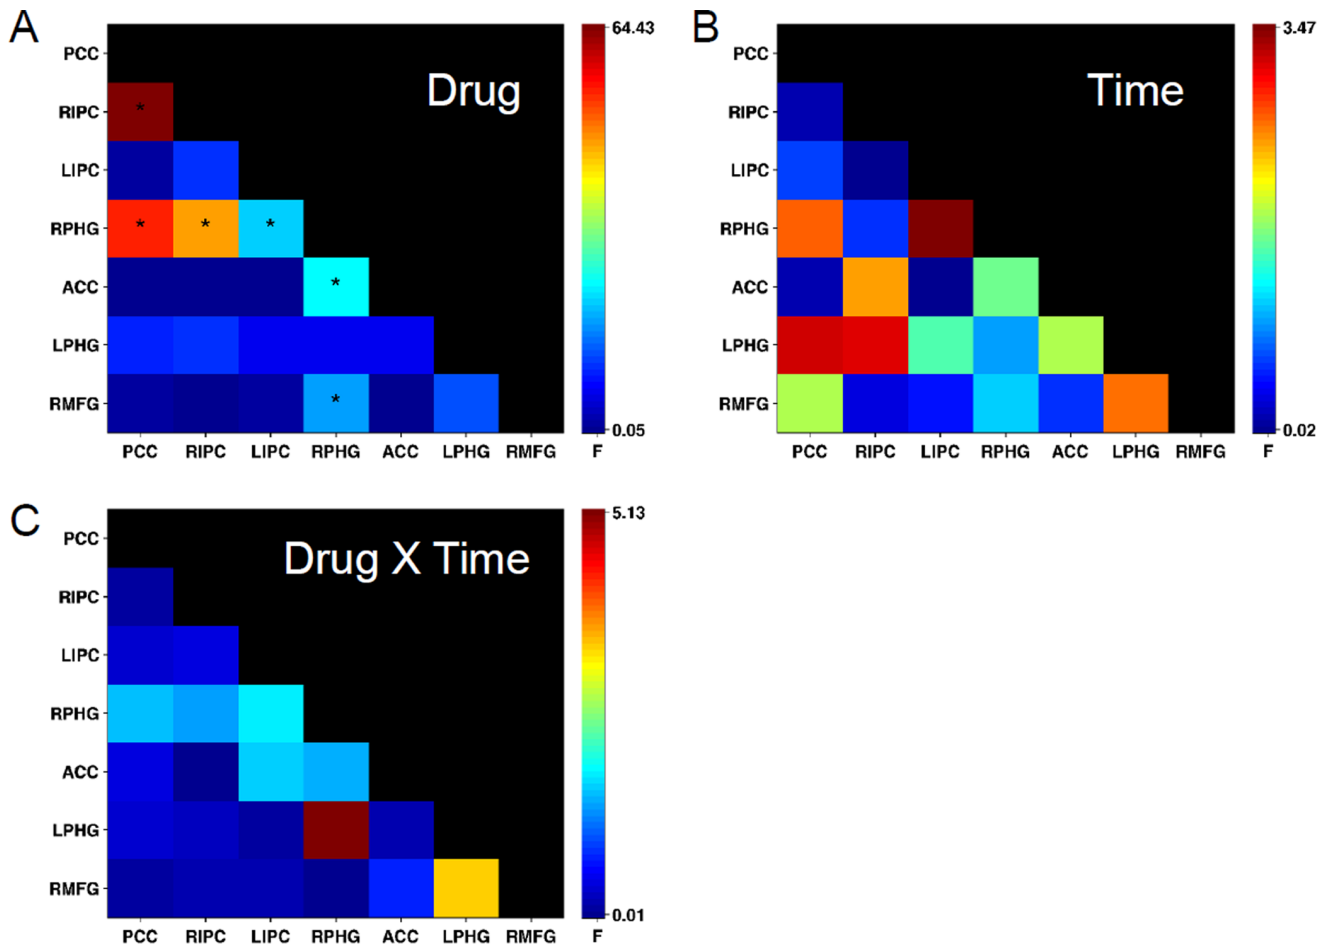 A
Drug
64.43
PCC
RIPC
*
LIPC
RPHG
* * *
ACC
*
LPHG
RMFG
*
0.05
PCC RIPC LIPC RPHG ACC LPHG RMFG F
B
Time
3.47
PCC
RIPC
LIPC
RPHG
ACC
LPHG
RMFG
0.02
PCC RIPC LIPC RPHG ACC LPHG RMFG F
C
Drug X Time
5.13
PCC
RIPC
LIPC
RPHG
ACC
LPHG
RMFG
0.01
PCC RIPC LIPC RPHG ACC LPHG RMFG F